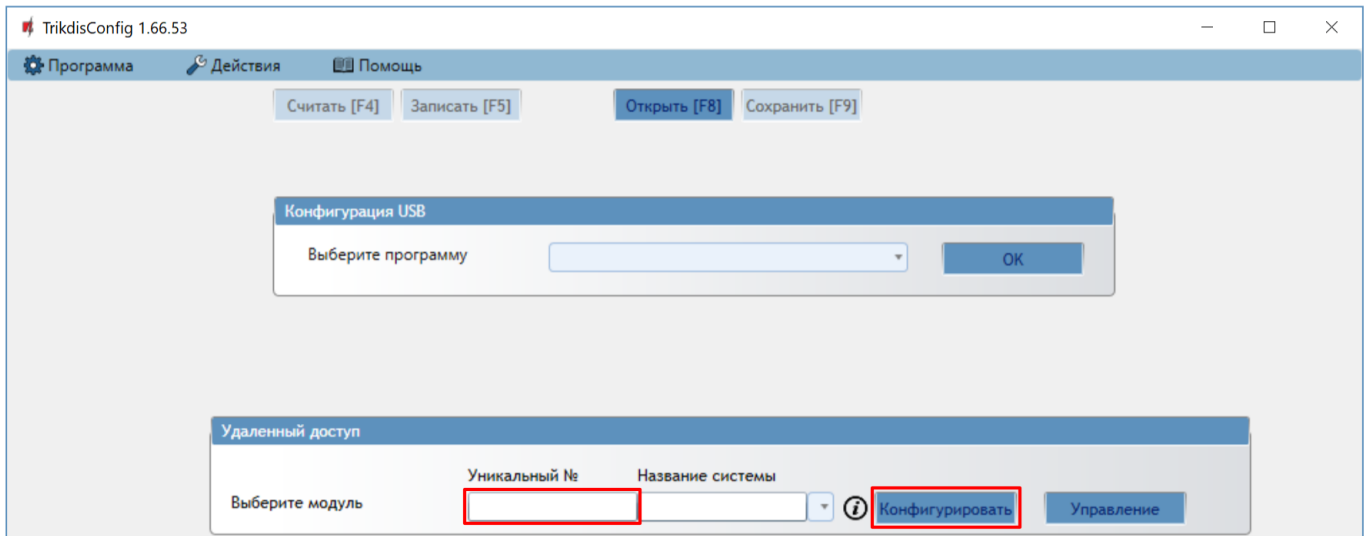 TrikdisConfig 1.66.53
Программа Действия Помощь
Считать [F4] Записать [F5] Открыть [F8] Сохранить [F9]
Конфигурация USB
Выберите программу OK
Удаленный доступ
Уникальный № Название системы
Выберите модуль Конфигурировать Управление